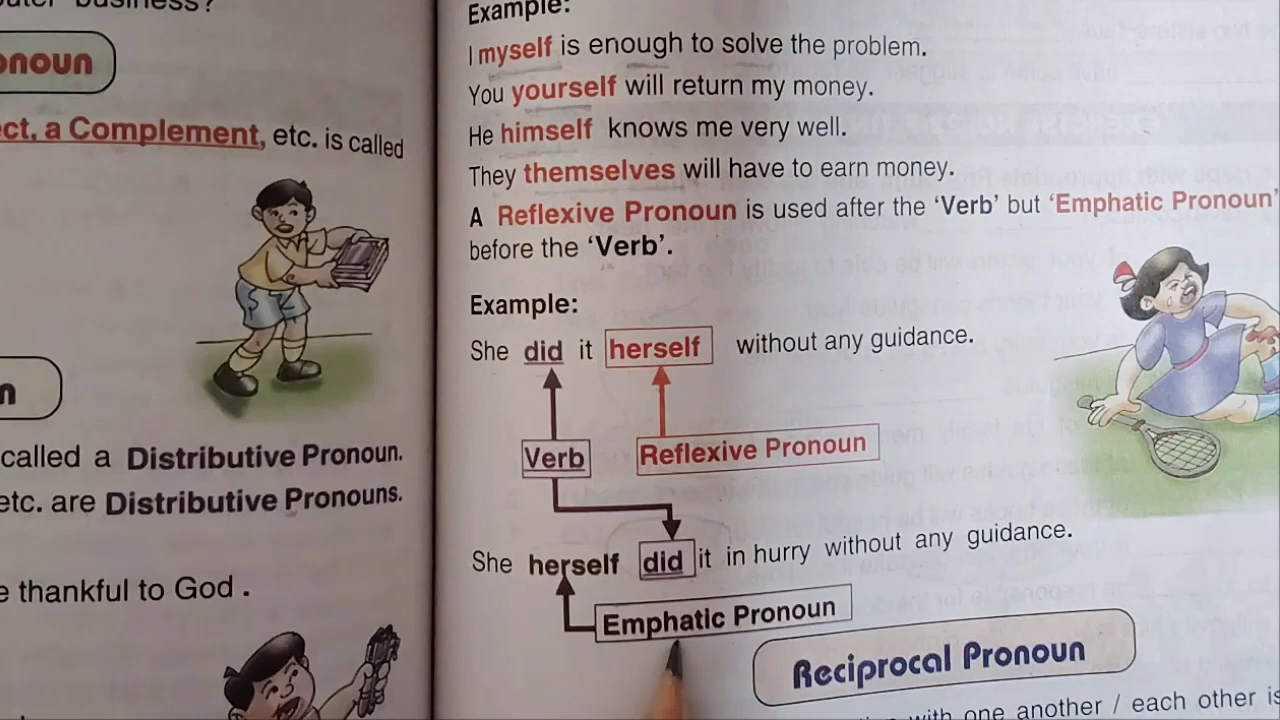 business?
ect, a Complement, etc. is called
called a Distributive Pronoun.
etc. are Distributive Pronouns.
thankful to God .
Example:
I myself is enough to solve the problem.
You yourself will return my money.
He himself knows me very well.
They themselves will have to earn money.
A Reflexive Pronoun is used after the ‘Verb’ but ‘Emphatic Pronoun’
before the ‘Verb’.
Example:
She did it herself without any guidance.
Verb
Reflexive Pronoun
She herself did it in hurry without any guidance.
Emphatic Pronoun
Reciprocal Pronoun
with one another / each other is